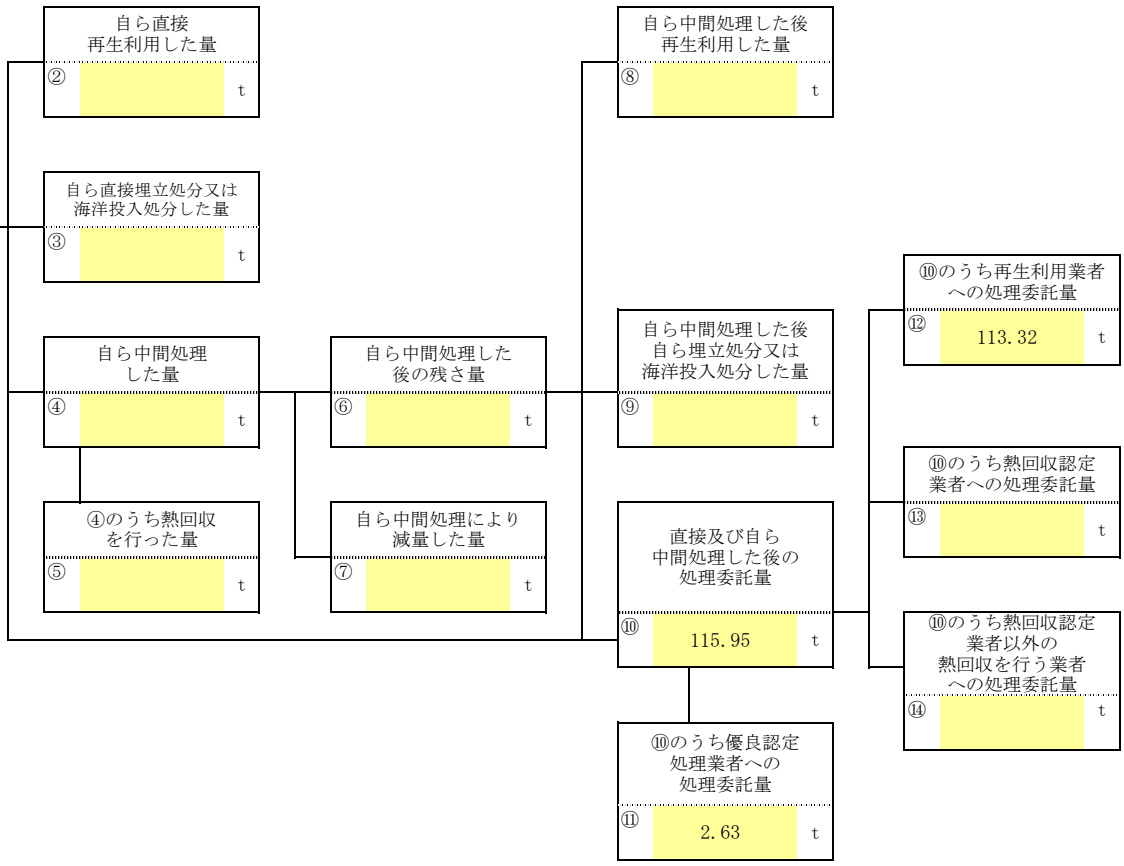 自ら直接
再生利用した量
②
t
自ら直接埋立処分又は
海洋投入処分した量
③
t
自ら中間処理
した量
④
t
④のうち熱回収
を行った量
⑤
t
自ら中間処理した
後の残さ量
⑥
t
自ら中間処理により
減量した量
⑦
t
自ら中間処理した後
再生利用した量
⑧
t
自ら中間処理した後
自ら埋立処分又は
海洋投入処分した量
⑨
t
直接及び自ら
中間処理した後の
処理委託量
⑩ 115.95 t
⑩のうち優良認定
処理業者への
処理委託量
⑪ 2.63 t
⑩のうち再生利用業者
への処理委託量
⑫ 113.32 t
⑩のうち熱回収認定
業者への処理委託量
⑬
t
⑩のうち熱回収認定
業者以外の
熱回収を行う業者
への処理委託量
⑭
t